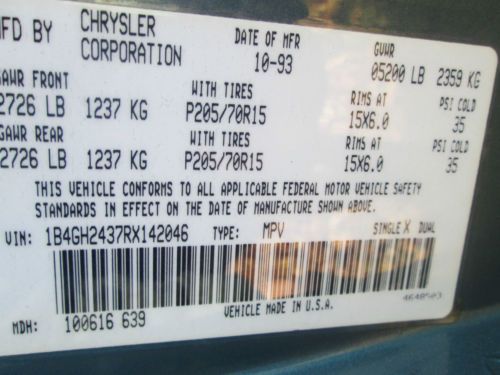 MFD BY CHRYSLER CORPORATION DATE OF MFR 10-93 GVWR 05200 LB 2359 KG
GAWR FRONT WITH TIRES RIMS AT PSI COLD
2726 LB 1237 KG P205/70R15 15X6.0 35
GAWR REAR WITH TIRES RIMS AT PSI COLD
2726 LB 1237 KG P205/70R15 15X6.0 35
THIS VEHICLE CONFORMS TO ALL APPLICABLE FEDERAL MOTOR VEHICLE SAFETY
STANDARDS IN EFFECT ON THE DATE OF MANUFACTURE SHOWN ABOVE.
VIN: 1B4GH2437RX142046 TYPE: MPV SINGLE X DUAL
VEHICLE MADE IN U.S.A.
MDH: 100616 639